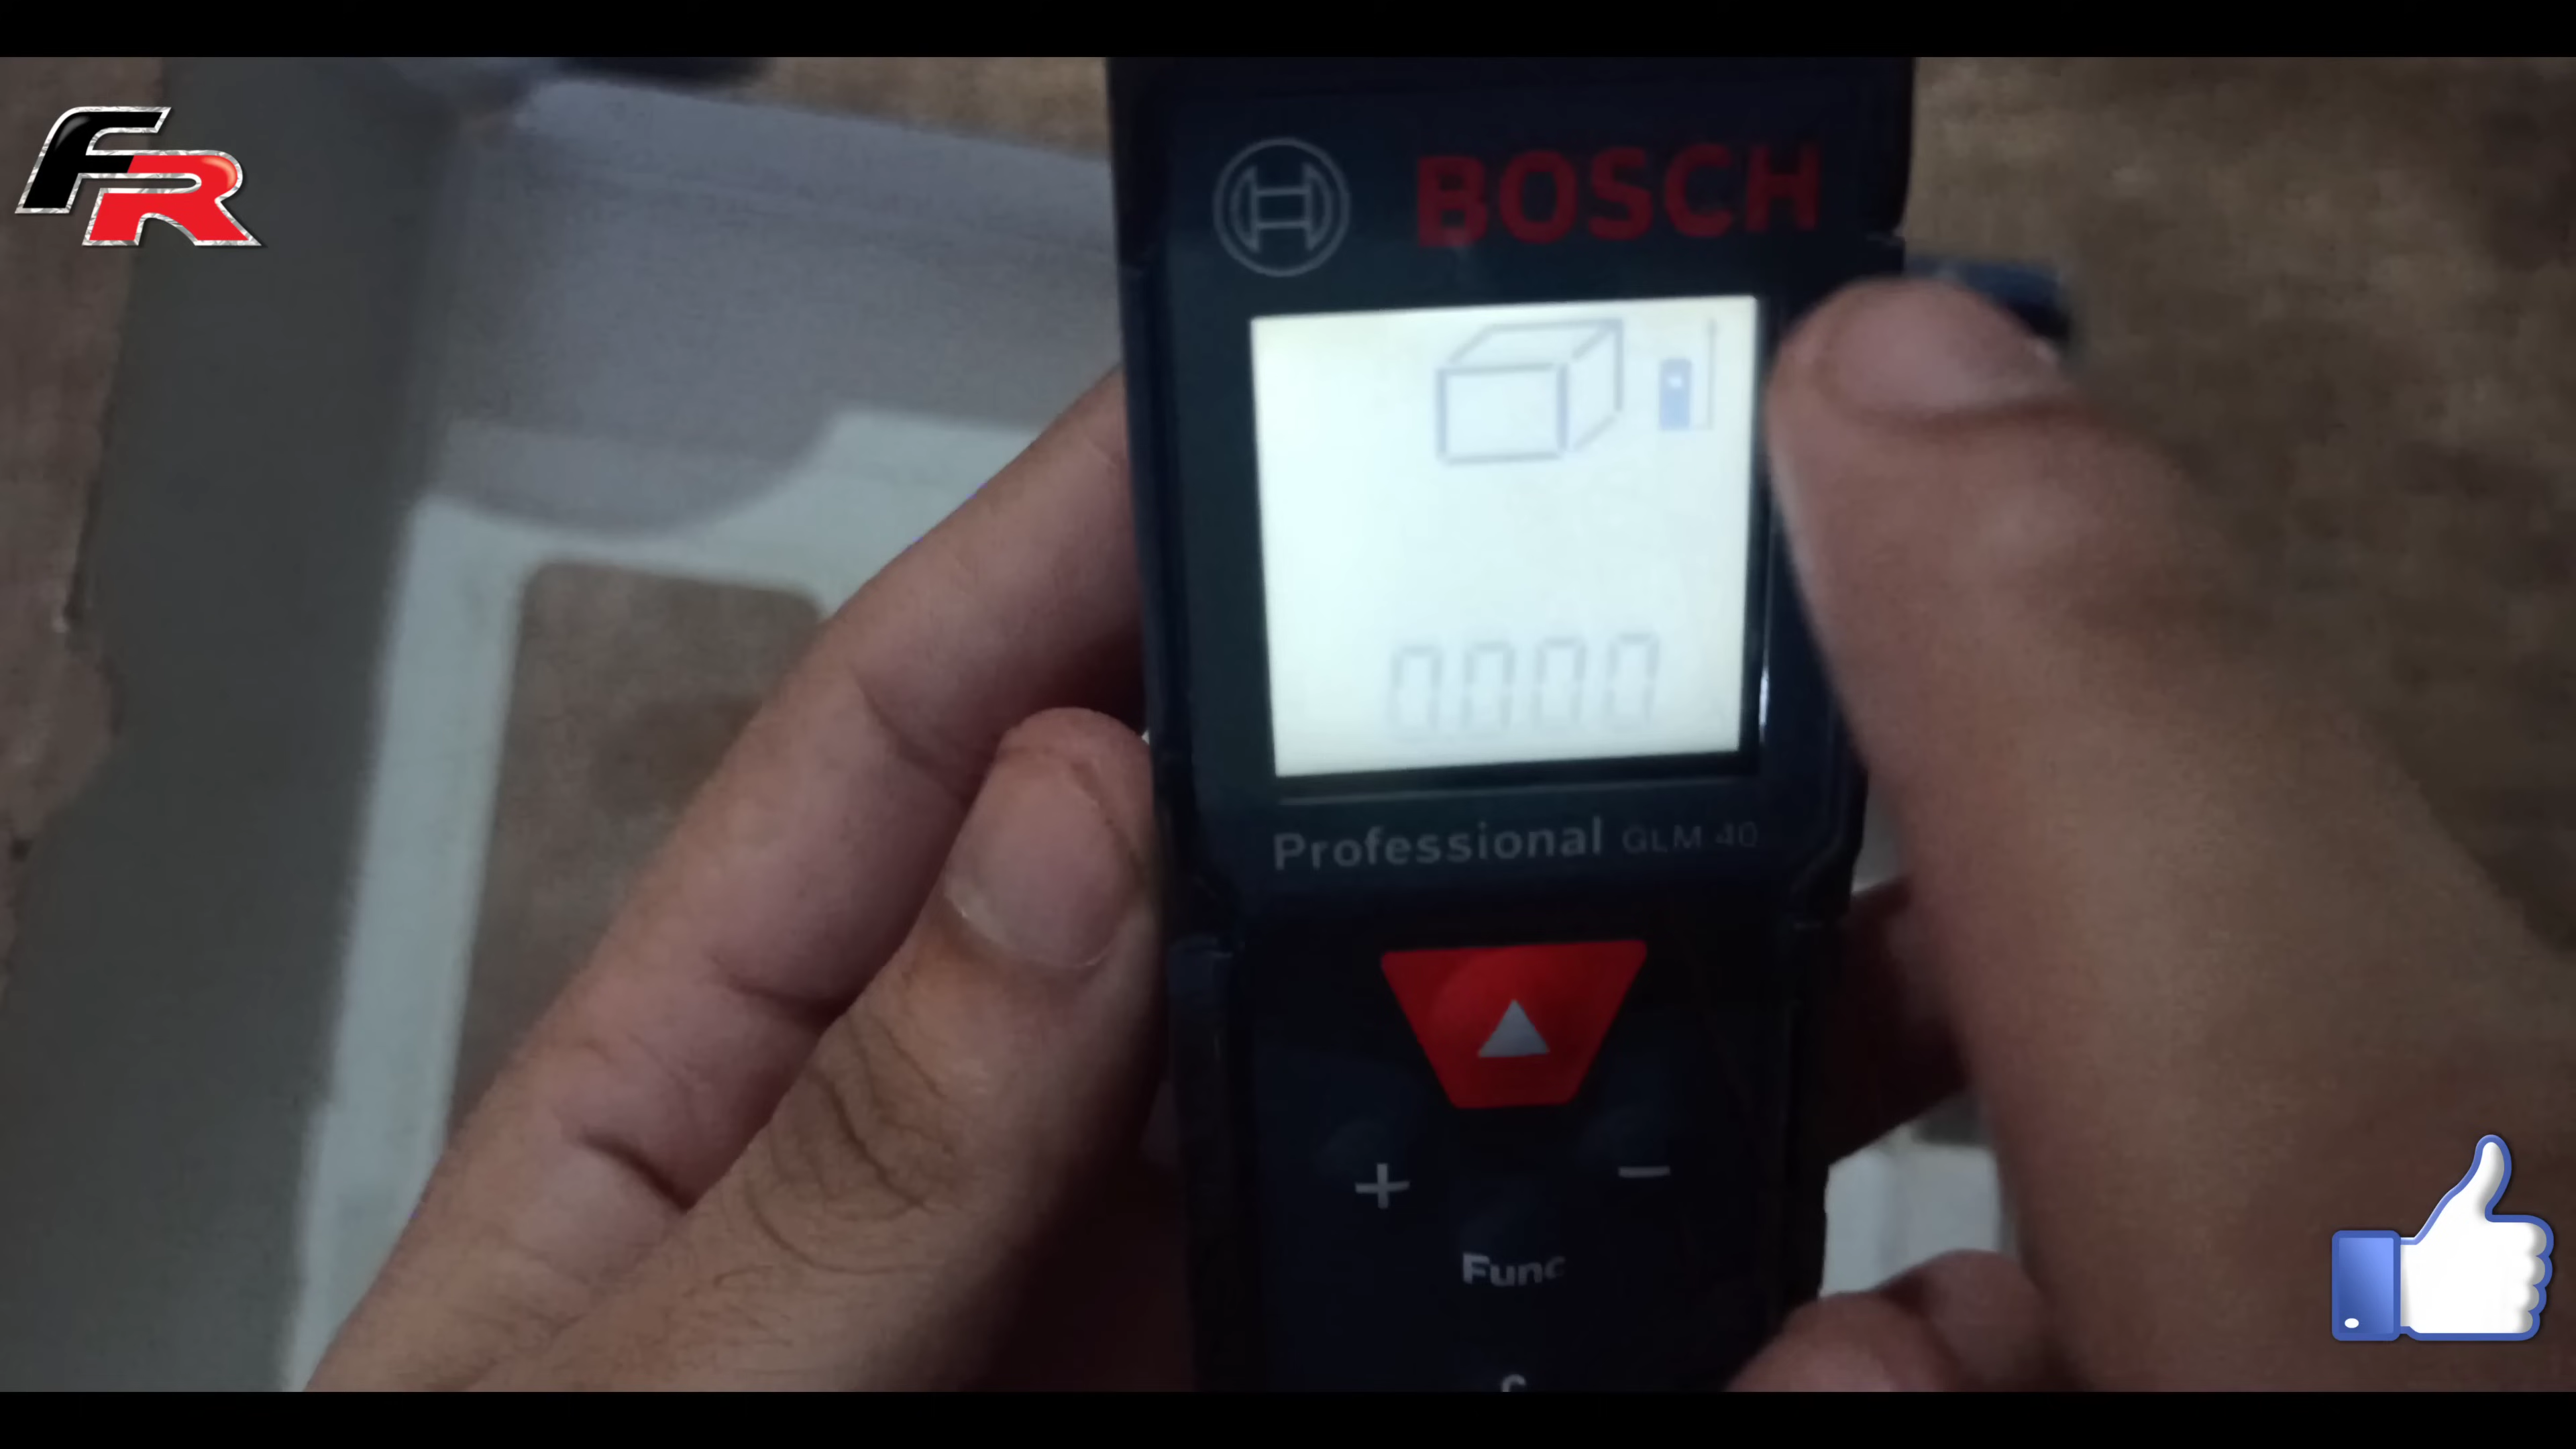 FR
BOSCH
0.000
Professional GLM 40
+ −
Func